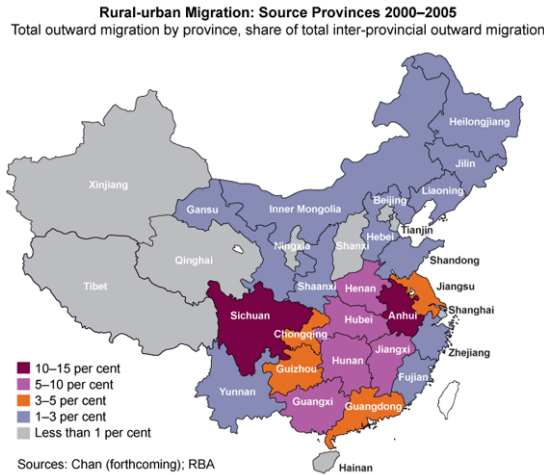 Rural-urban Migration: Source Provinces 2000–2005
Total outward migration by province, share of total inter-provincial outward migration
Heilongjiang
Jilin
Xinjiang
Liaoning
Beijing
Gansu
Inner Mongolia
Tianjin
Hebei
Ningxia
Shanxi
Qinghai
Shandong
Tibet
Shaanxi
Henan
Jiangsu
Sichuan
Anhui
Shanghai
Hubei
Chongqing
Zhejiang
Hunan
Jiangxi
Guizhou
Fujian
Yunnan
Guangxi
Guangdong
10–15 per cent
5–10 per cent
3–5 per cent
1–3 per cent
Less than 1 per cent
Sources: Chan (forthcoming); RBA
Hainan